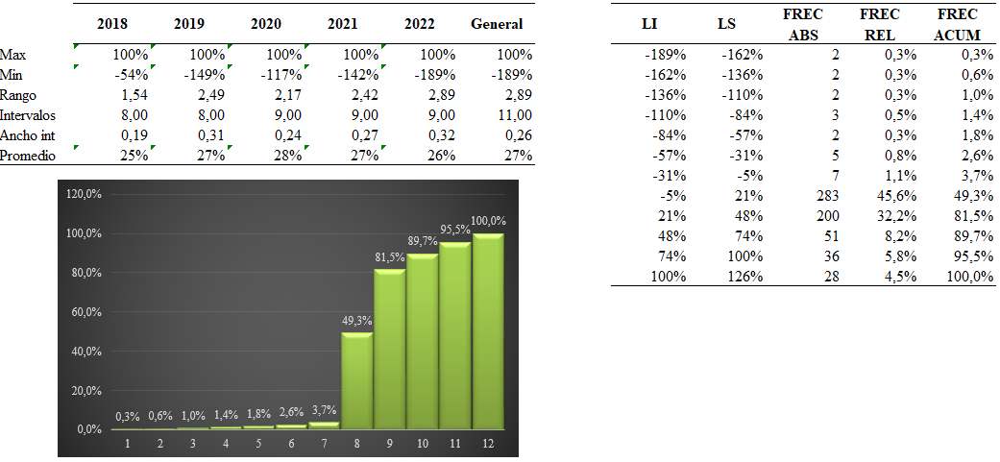 2018 2019 2020 2021 2022 General
Max 100% 100% 100% 100% 100% 100%
Min -54% -149% -117% -142% -189% -189%
Rango 1,54 2,49 2,17 2,42 2,89 2,89
Intervalos 8,00 8,00 9,00 9,00 9,00 11,00
Ancho int 0,19 0,31 0,24 0,27 0,32 0,26
Promedio 25% 27% 28% 27% 26% 27%
120,0%
100,0%
80,0%
60,0%
40,0%
20,0%
0,0%
0,3% 0,6% 1,0% 1,4% 1,8% 2,6% 3,7% 49,3% 81,5% 89,7% 95,5% 100,0%
1 2 3 4 5 6 7 8 9 10 11 12
LI LS FREC ABS FREC REL FREC ACUM
-189% -162% 2 0,3% 0,3%
-162% -136% 2 0,3% 0,6%
-136% -110% 2 0,3% 1,0%
-110% -84% 3 0,5% 1,4%
-84% -57% 2 0,3% 1,8%
-57% -31% 5 0,8% 2,6%
-31% -5% 7 1,1% 3,7%
-5% 21% 283 45,6% 49,3%
21% 48% 200 32,2% 81,5%
48% 74% 51 8,2% 89,7%
74% 100% 36 5,8% 95,5%
100% 126% 28 4,5% 100,0%